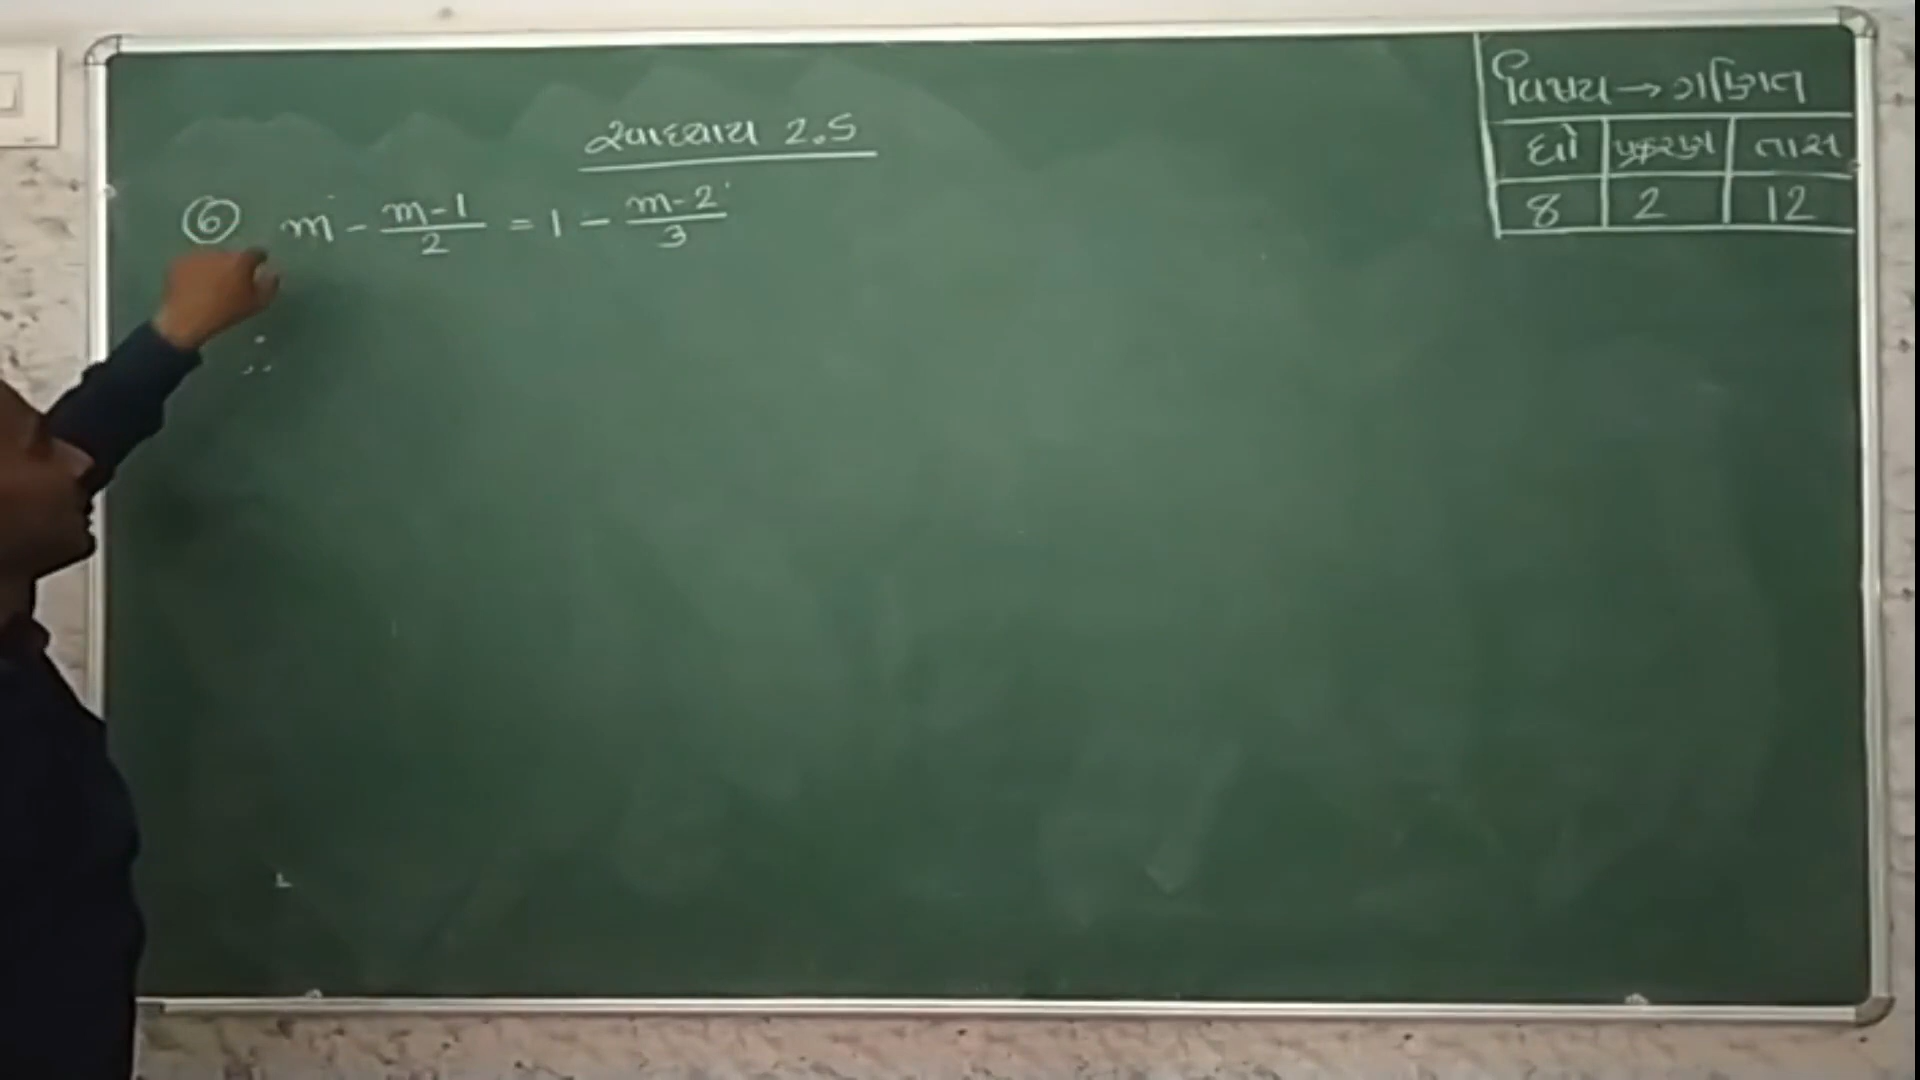 સ્વાધ્યાય 2.5
⑥ m - (m-1)/2 = 1 - (m-2)/3
∴
વિષય → ગણિત
ધો પ્રકરણ તાસ
8 2 12